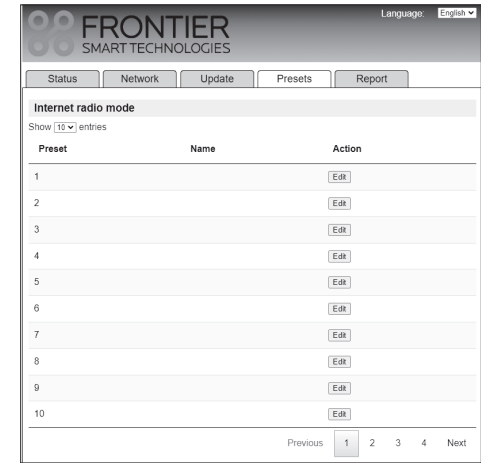 Language: English
FRONTIER
SMART TECHNOLOGIES
Status Network Update Presets Report
Internet radio mode
Show 10 entries
Preset Name Action
1 Edit
2 Edit
3 Edit
4 Edit
5 Edit
6 Edit
7 Edit
8 Edit
9 Edit
10 Edit
Previous 1 2 3 4 Next